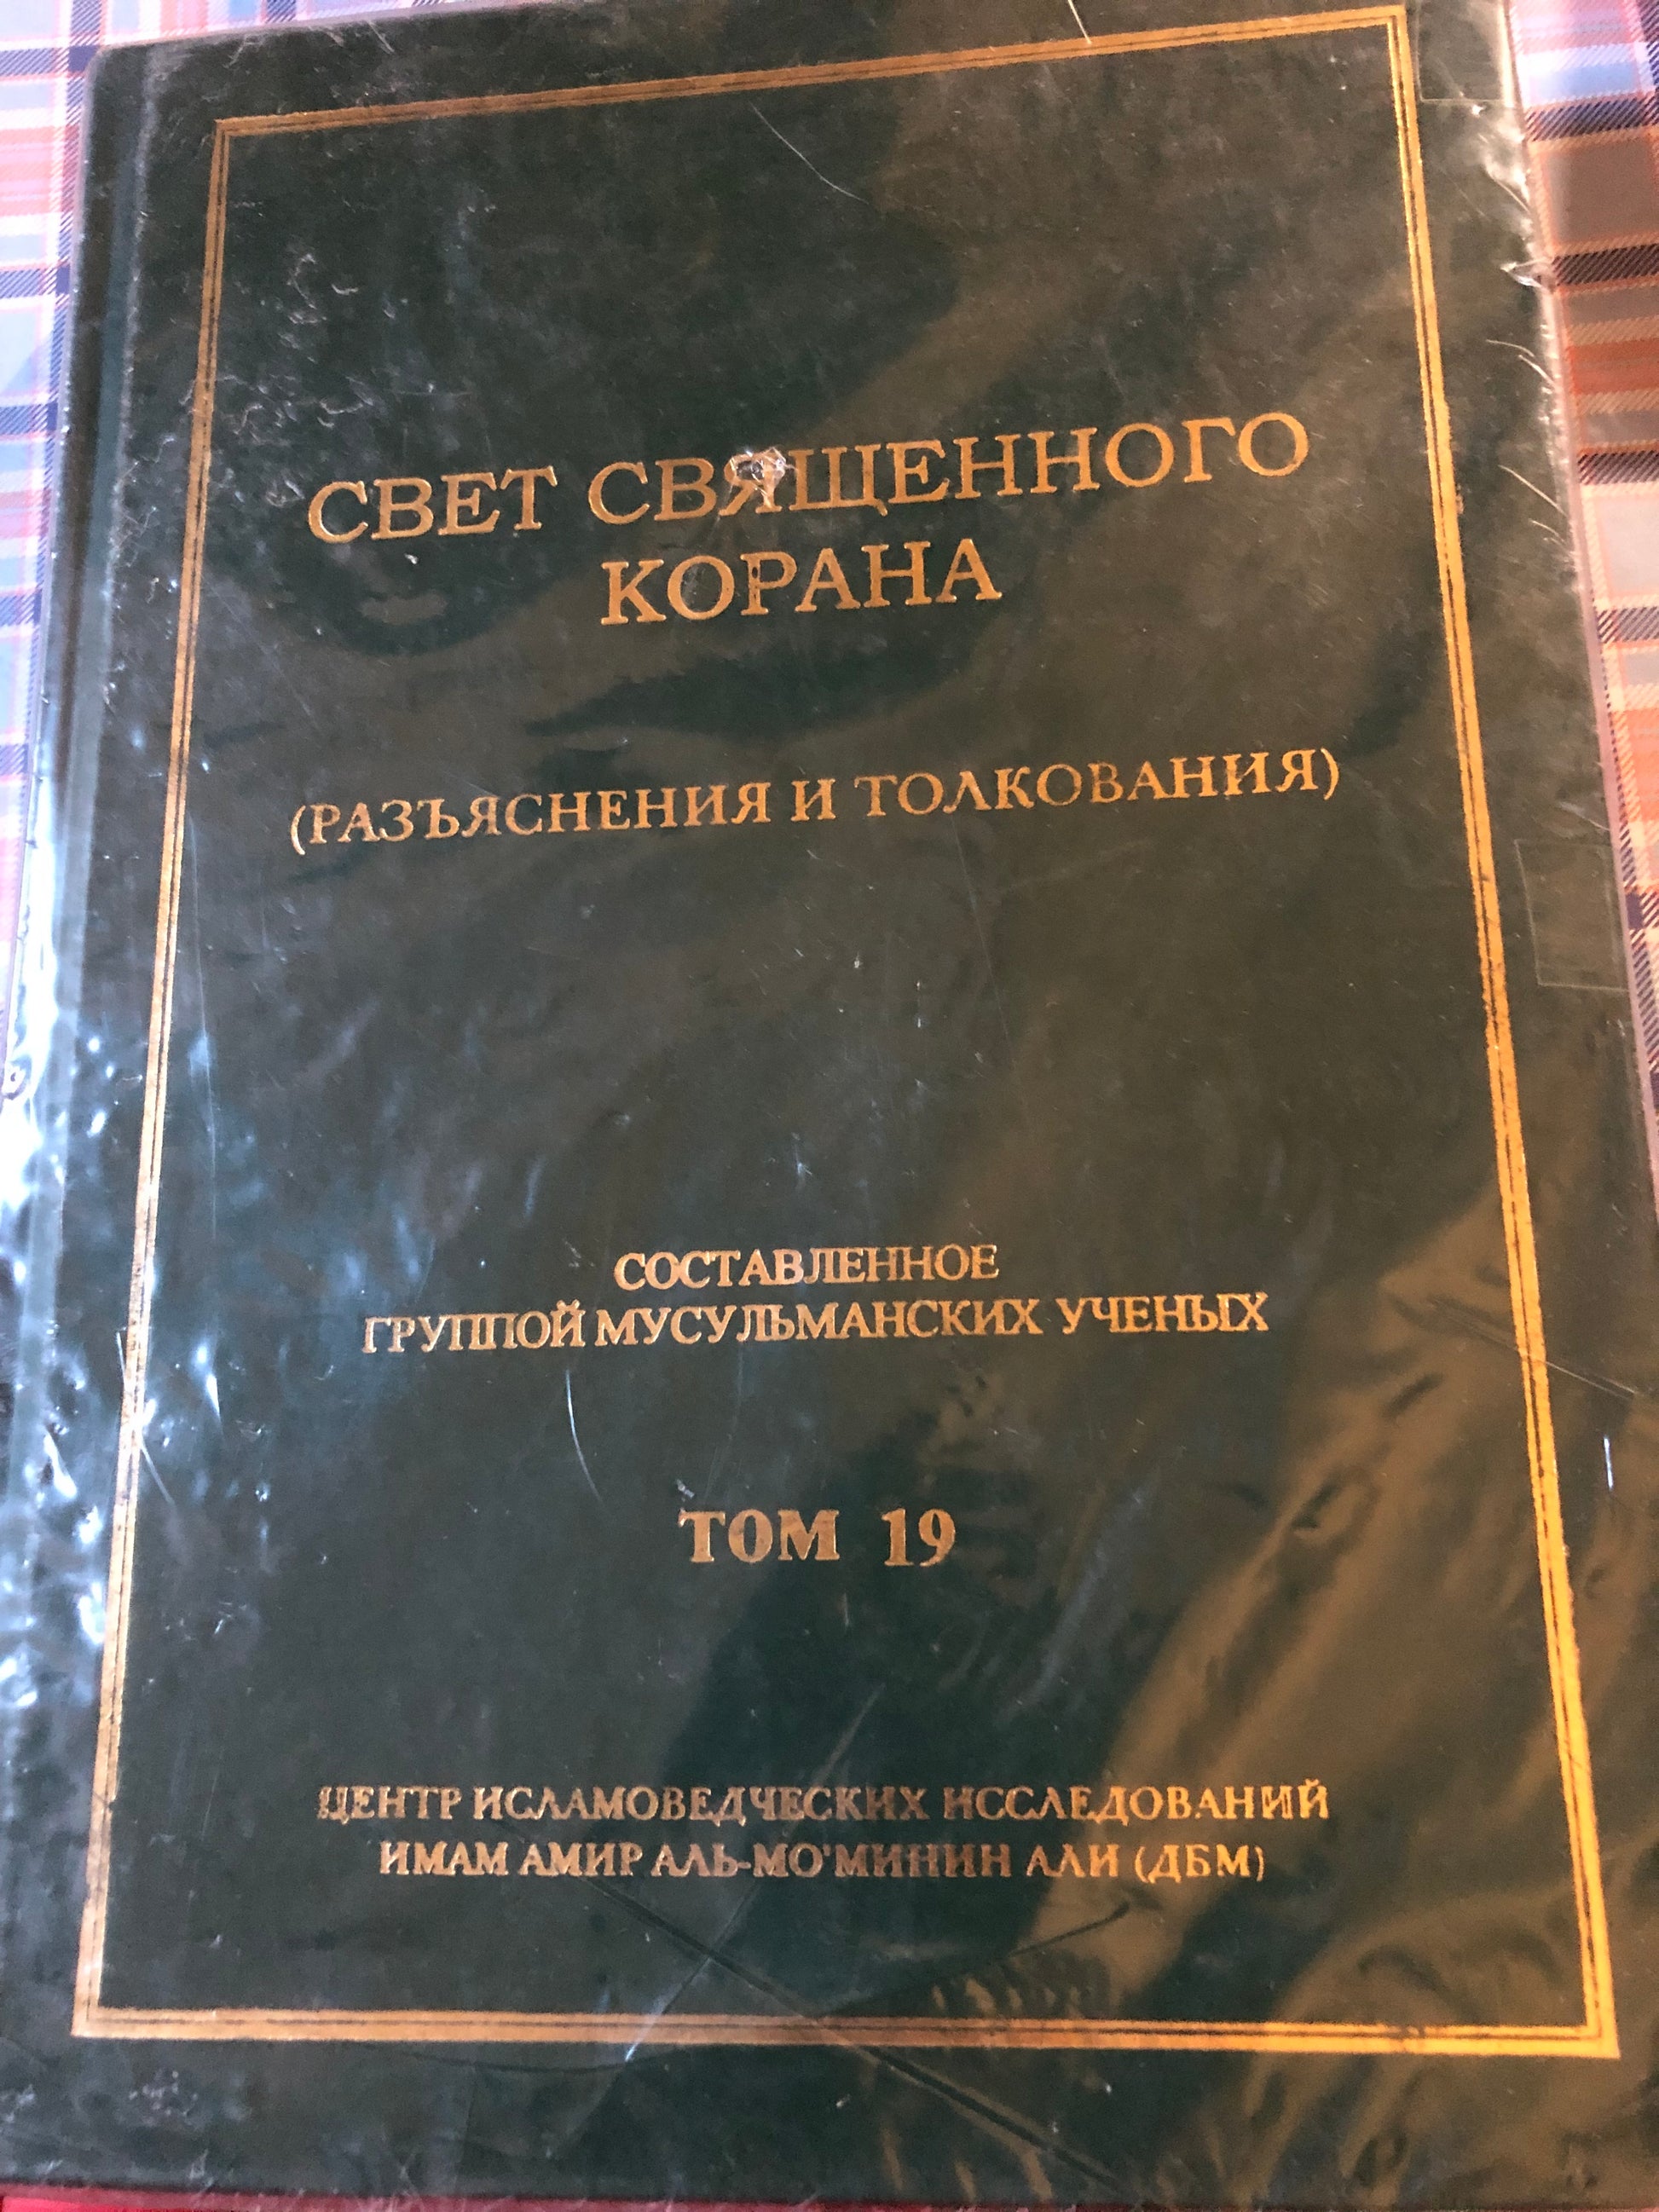 СВЕТ СВЯЩЕННОГО
КОРАНА
(РАЗЪЯСНЕНИЯ И ТОЛКОВАНИЯ)
СОСТАВЛЕННОЕ
ГРУППОЙ МУСУЛЬМАНСКИХ УЧЕНЫХ
ТОМ 19
ЦЕНТР ИСЛАМОВЕДЧЕСКИХ ИССЛЕДОВАНИЙ
ИМАМ АМИР АЛЬ-МО'МИНИН АЛИ (ДБМ)